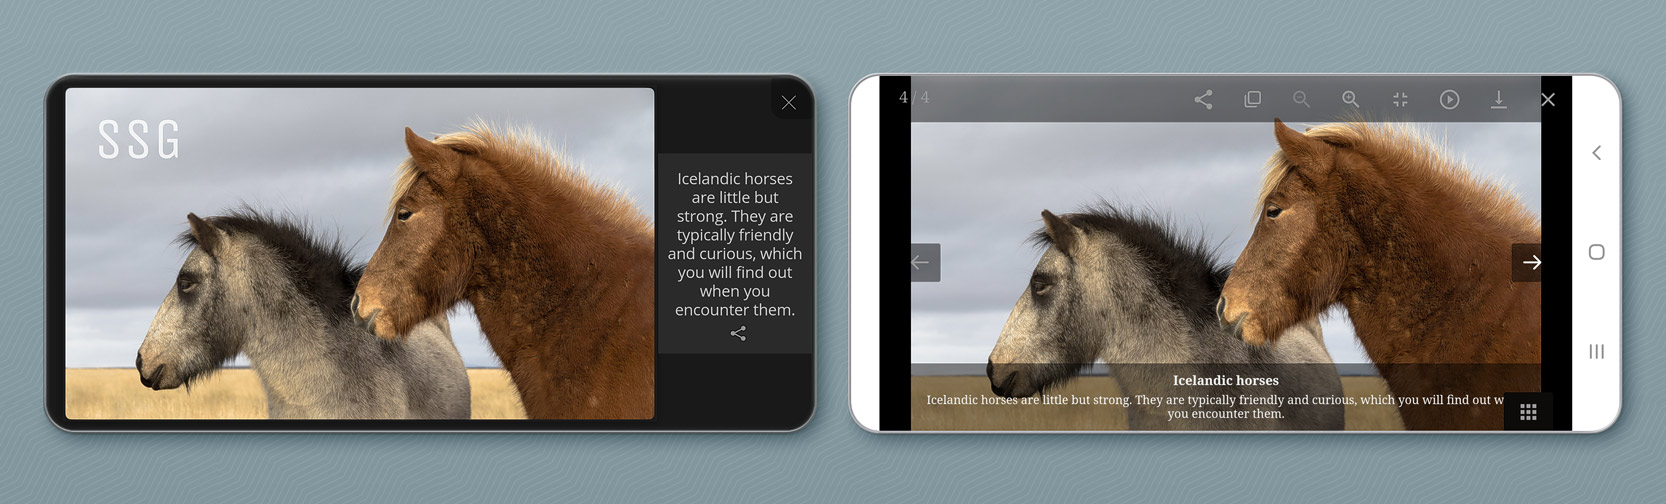 SSG
Icelandic horses
are little but
strong. They are
typically friendly
and curious, which
you will find out
when you
encounter them.
4 / 4
Icelandic horses
Icelandic horses are little but strong. They are typically friendly and curious, which you will find out w
you encounter them.